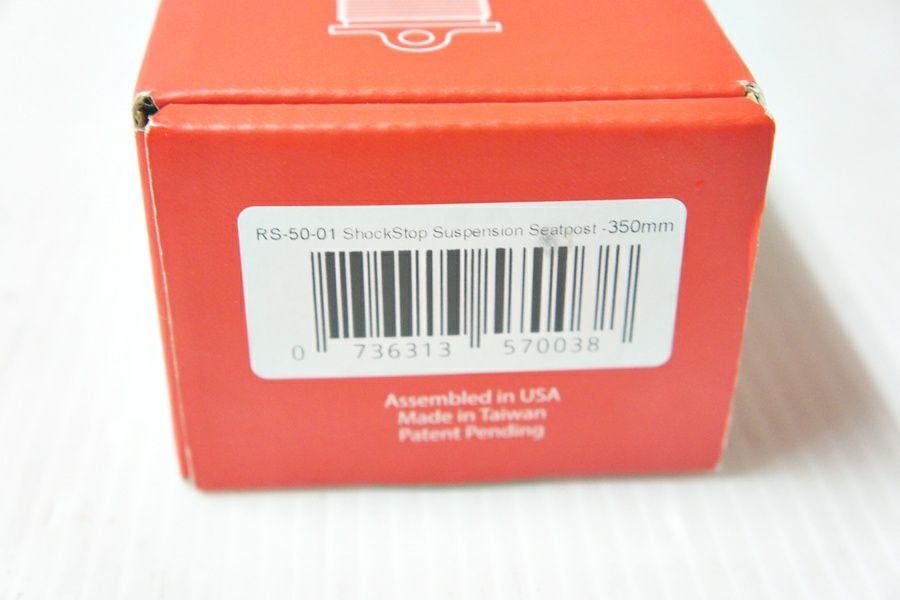 RS-50-01 ShockStop Suspension Seatpost -350mm
0 736313 570038
Assembled in USA
Made in Taiwan
Patent Pending